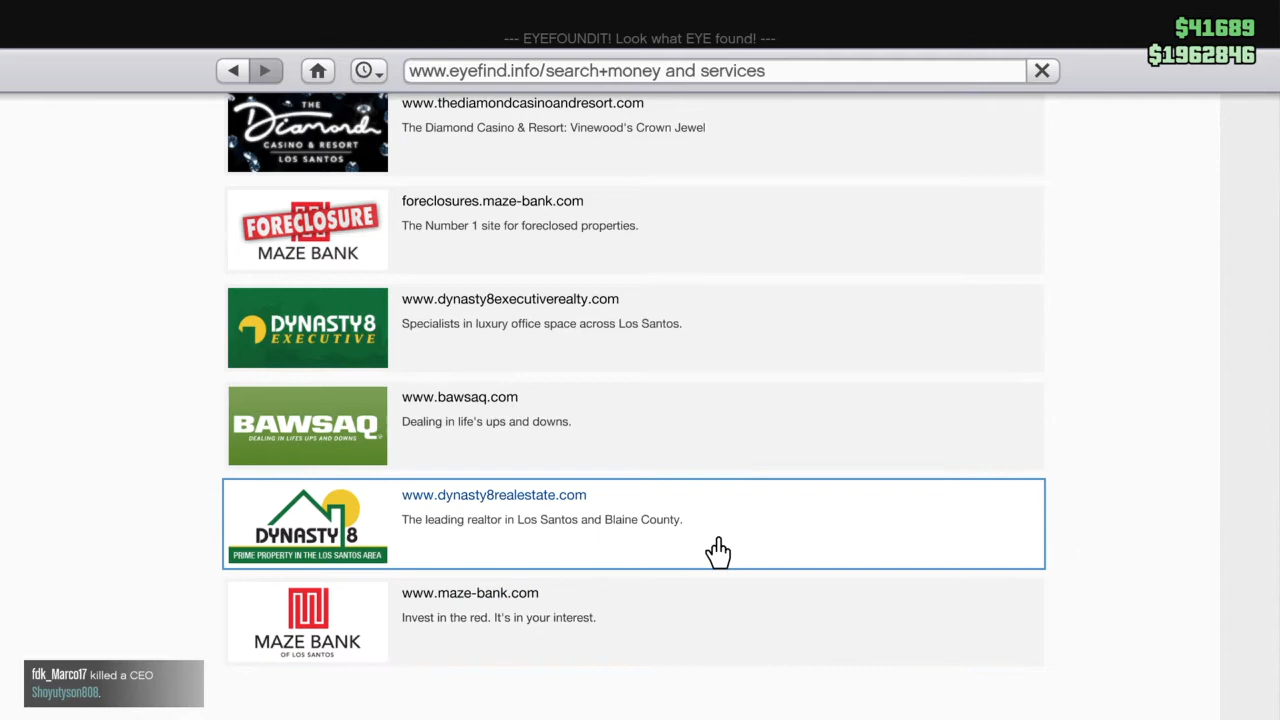 --- EYEFOUNDIT! Look what EYE found! ---
$41689
$1962846
www.eyefind.info/search+money and services
THE
Diamond
CASINO & RESORT
LOS SANTOS
www.thediamondcasinoandresort.com
The Diamond Casino & Resort: Vinewood's Crown Jewel
FORECLOSURE
MAZE BANK
foreclosures.maze-bank.com
The Number 1 site for foreclosed properties.
DYNASTY8
EXECUTIVE
www.dynasty8executiverealty.com
Specialists in luxury office space across Los Santos.
BAWSAQ
DEALING IN LIFES UPS AND DOWNS
www.bawsaq.com
Dealing in life's ups and downs.
DYNASTY 8
PRIME PROPERTY IN THE LOS SANTOS AREA
www.dynasty8realestate.com
The leading realtor in Los Santos and Blaine County.
MAZE BANK
OF LOS SANTOS
www.maze-bank.com
Invest in the red. It's in your interest.
fdk_Marco17 killed a CEO
Shoyutyson808.